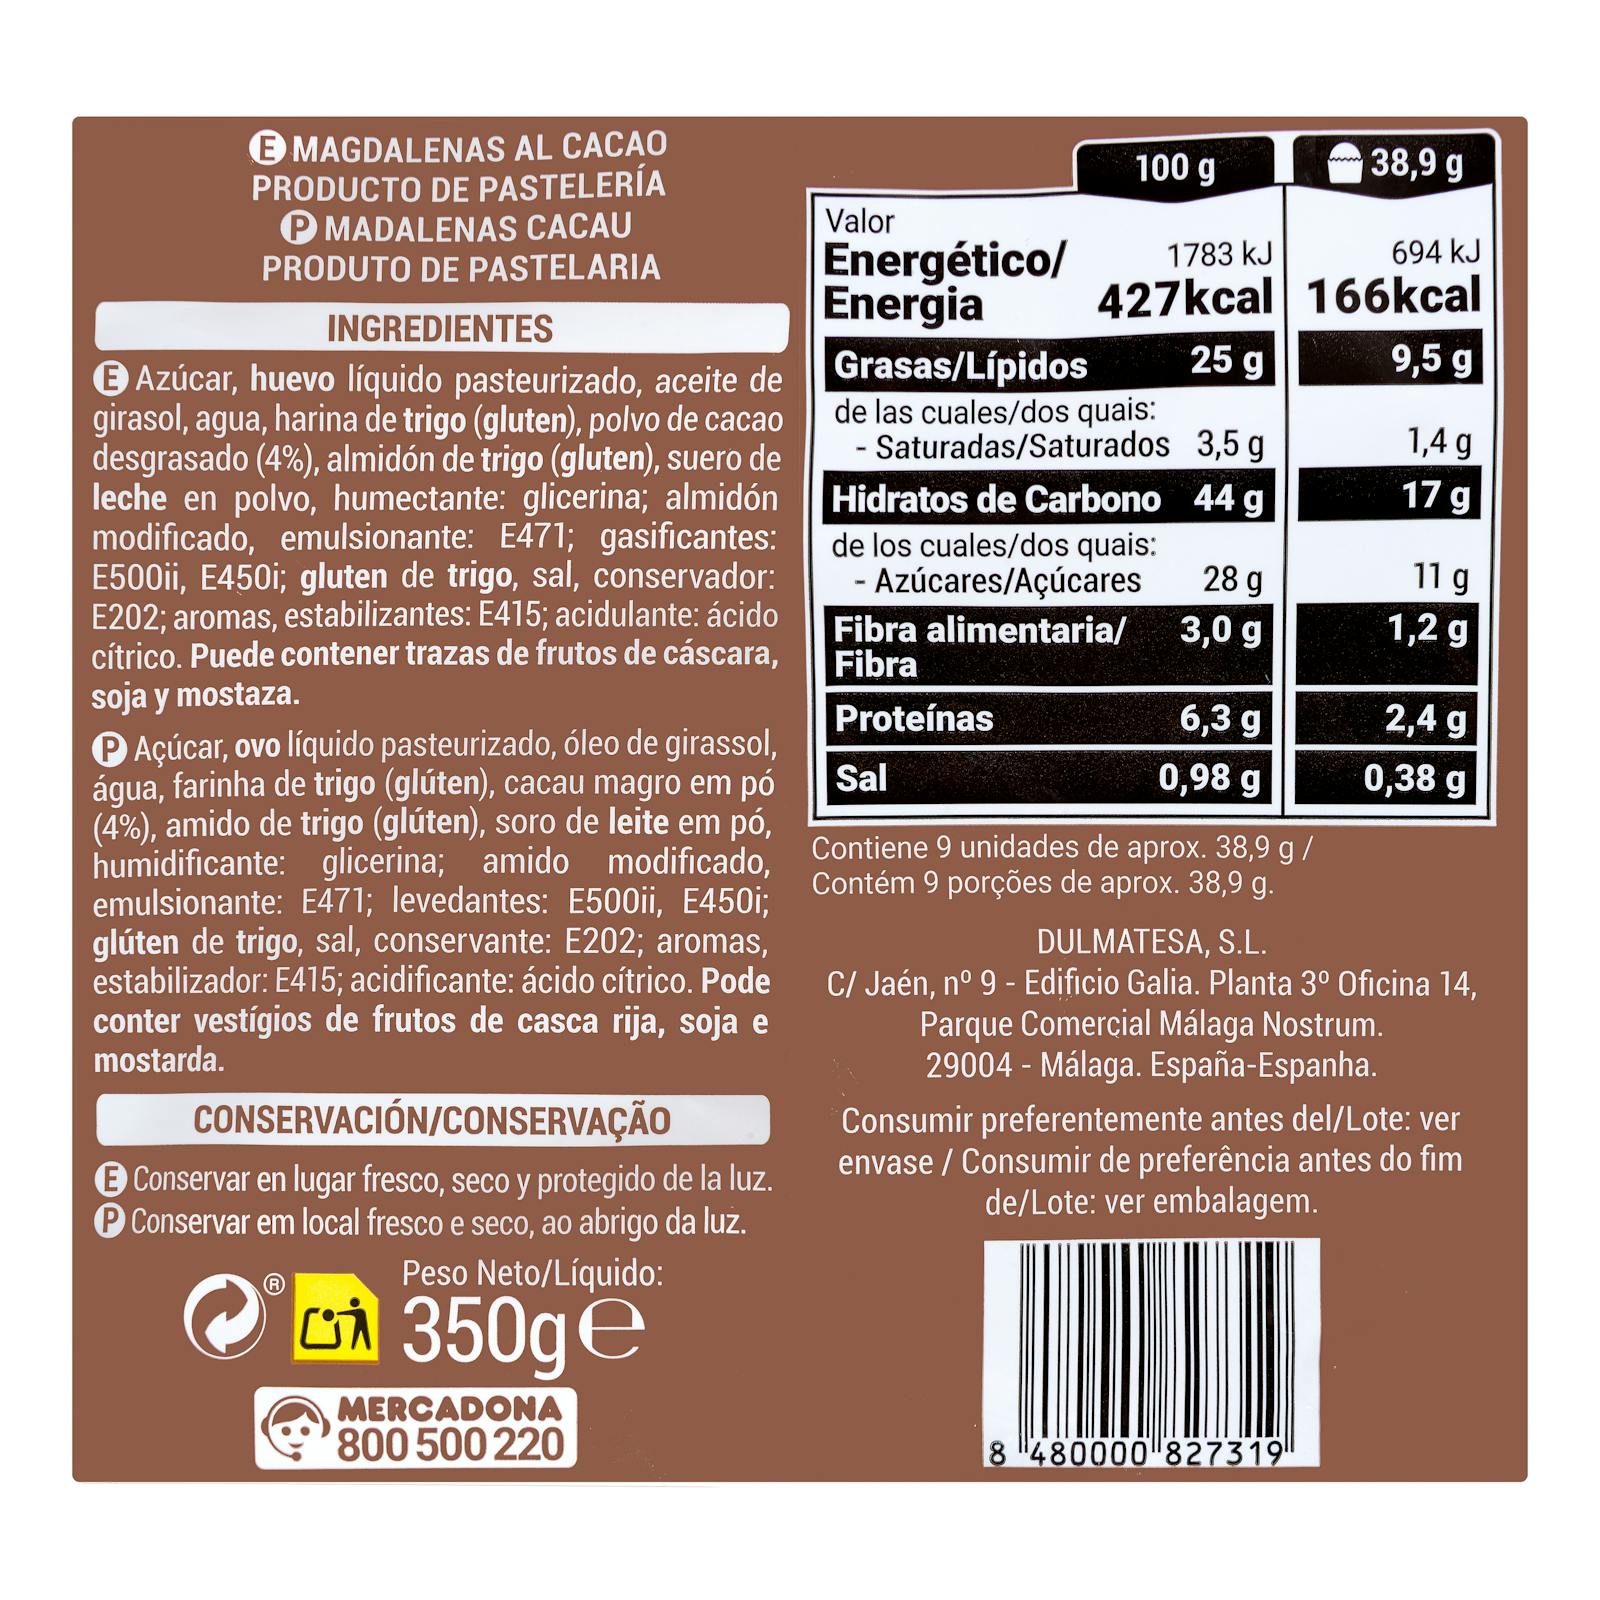 E MAGDALENAS AL CACAO
PRODUCTO DE PASTELERÍA
P MADALENAS CACAU
PRODUTO DE PASTELARIA
INGREDIENTES
E Azúcar, huevo líquido pasteurizado, aceite de
girasol, agua, harina de trigo (gluten), polvo de cacao
desgrasado (4%), almidón de trigo (gluten), suero de
leche en polvo, humectante: glicerina; almidón
modificado, emulsionante: E471; gasificantes:
E500ii, E450i; gluten de trigo, sal, conservador:
E202; aromas, estabilizantes: E415; acidulante: ácido
cítrico. Puede contener trazas de frutos de cáscara,
soja y mostaza.
P Açúcar, ovo líquido pasteurizado, óleo de girassol,
água, farinha de trigo (glúten), cacau magro em pó
(4%), amido de trigo (glúten), soro de leite em pó,
humidificante: glicerina; amido modificado,
emulsionante: E471; levedantes: E500ii, E450i;
glúten de trigo, sal, conservante: E202; aromas,
estabilizador: E415; acidificante: ácido cítrico. Pode
conter vestígios de frutos de casca rija, soja e
mostarda.
CONSERVACIÓN/CONSERVAÇÃO
E Conservar en lugar fresco, seco y protegido de la luz.
P Conservar em local fresco e seco, ao abrigo da luz.
®
Peso Neto/Líquido:
350g e
MERCADONA
800 500 220
100 g 38,9 g
Valor
Energético/ 1783 kJ 694 kJ
Energia 427kcal 166kcal
Grasas/Lípidos 25 g 9,5 g
de las cuales/dos quais:
- Saturadas/Saturados 3,5 g 1,4 g
Hidratos de Carbono 44 g 17 g
de los cuales/dos quais:
- Azúcares/Açúcares 28 g 11 g
Fibra alimentaria/ 3,0 g 1,2 g
Fibra
Proteínas 6,3 g 2,4 g
Sal 0,98 g 0,38 g
Contiene 9 unidades de aprox. 38,9 g /
Contém 9 porções de aprox. 38,9 g.
DULMATESA, S.L.
C/ Jaén, nº 9 - Edificio Galia. Planta 3º Oficina 14,
Parque Comercial Málaga Nostrum.
29004 - Málaga. España-Espanha.
Consumir preferentemente antes del/Lote: ver
envase / Consumir de preferência antes do fim
de/Lote: ver embalagem.
8 480000 827319